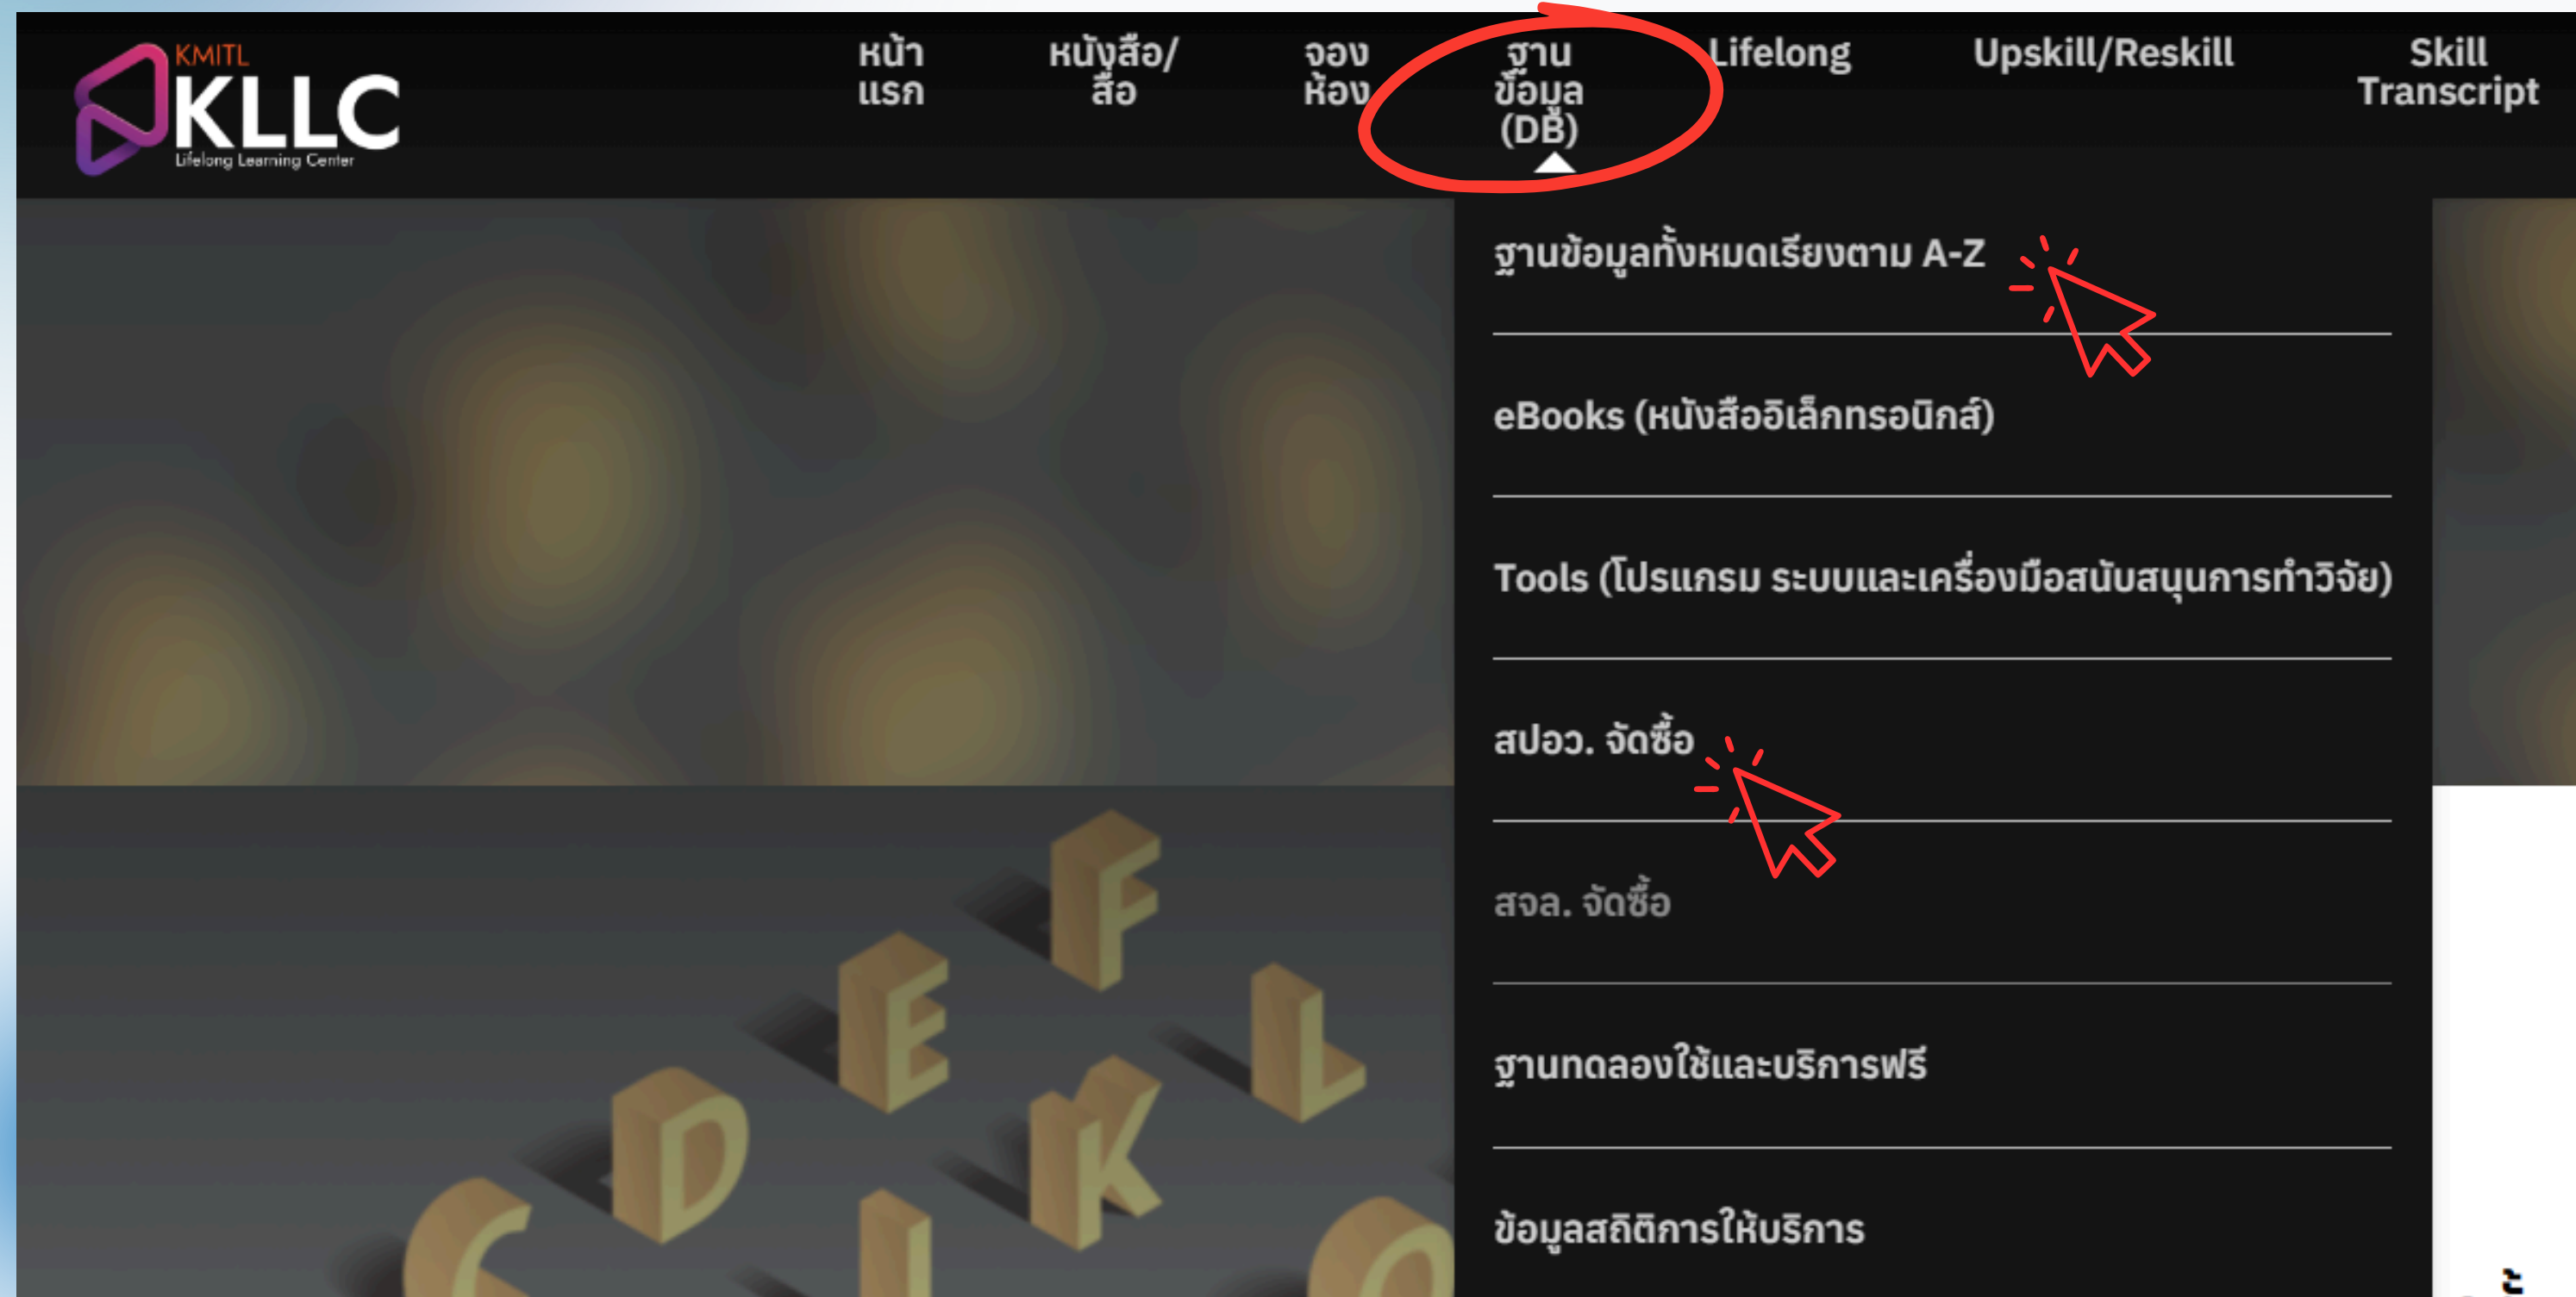 KMITL
KLLC
Lifelong Learning Center
หน้า
แรก
หนังสือ/
สื่อ
จอง
ห้อง
ฐาน
ข้อมูล
(DB)
Lifelong
Upskill/Reskill
Skill
Transcript
ฐานข้อมูลทั้งหมดเรียงตาม A-Z
eBooks (หนังสืออิเล็กทรอนิกส์)
Tools (โปรแกรม ระบบและเครื่องมือสนับสนุนการทำวิจัย)
สปอว. จัดซื้อ
สจล. จัดซื้อ
ฐานทดลองใช้และบริการฟรี
ข้อมูลสถิติการให้บริการ
F
E
L
D
K
C
J